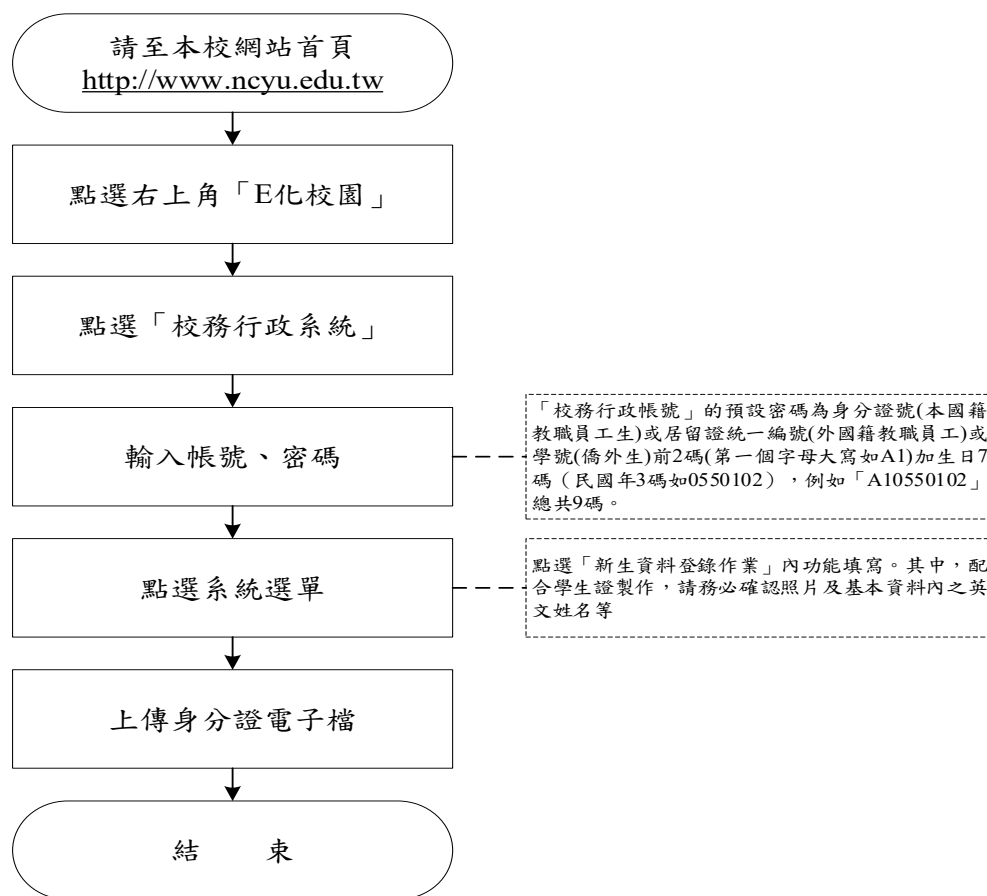 請至本校網站首頁
http://www.ncyu.edu.tw
點選右上角「E化校園」
點選「校務行政系統」
輸入帳號、密碼
「校務行政帳號」的預設密碼為身分證號(本國籍
教職員工生)或居留證統一編號(外國籍教職員工)或
學號(僑外生)前2碼(第一個字母大寫如A1)加生日7
碼（民國年3碼如0550102），例如「A10550102」
總共9碼。
點選系統選單
點選「新生資料登錄作業」內功能填寫。其中，配
合學生證製作，請務必確認照片及基本資料內之英
文姓名等
上傳身分證電子檔
結　　束